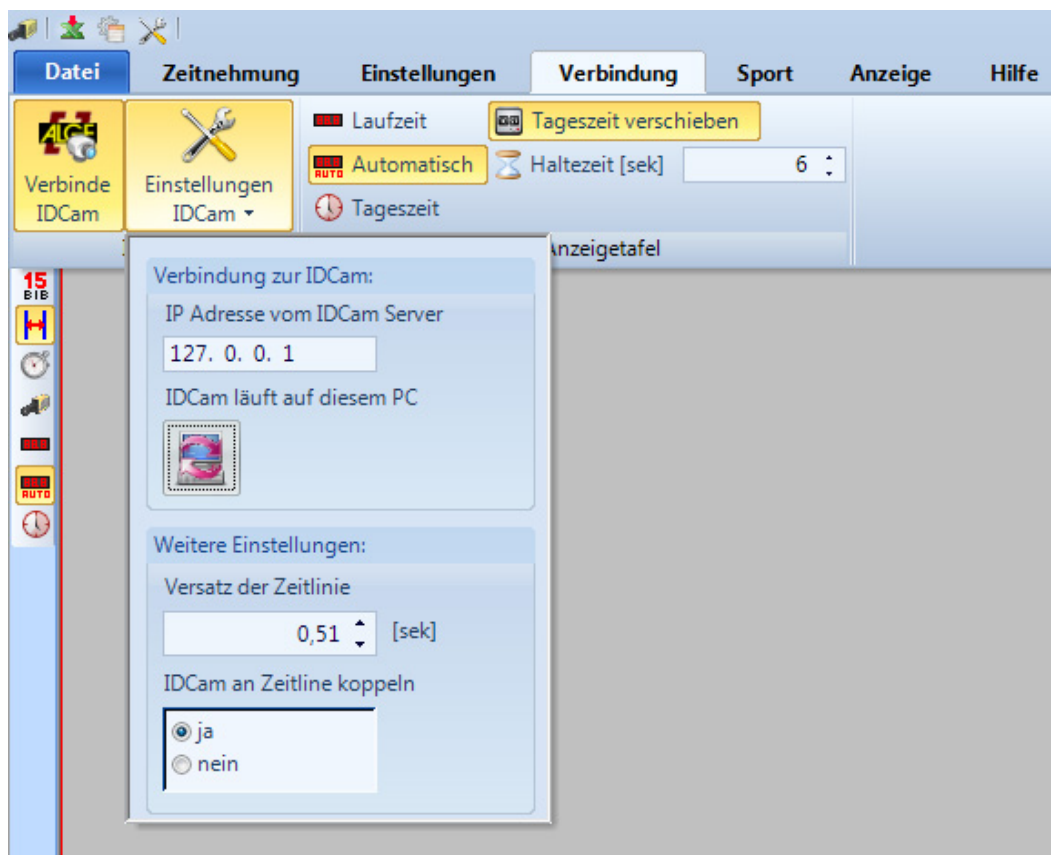 Datei Zeitnehmung Einstellungen Verbindung Sport Anzeige Hilfe
ALGE
Verbinde
IDCam
Einstellungen
IDCam
Laufzeit
AUTO Automatisch
Tageszeit
Tageszeit verschieben
Haltezeit [sek] 6
Anzeigetafel
15
BIB
AUTO
Verbindung zur IDCam:
IP Adresse vom IDCam Server
127. 0. 0. 1
IDCam läuft auf diesem PC
Weitere Einstellungen:
Versatz der Zeitlinie
0,51 [sek]
IDCam an Zeitline koppeln
ja
nein